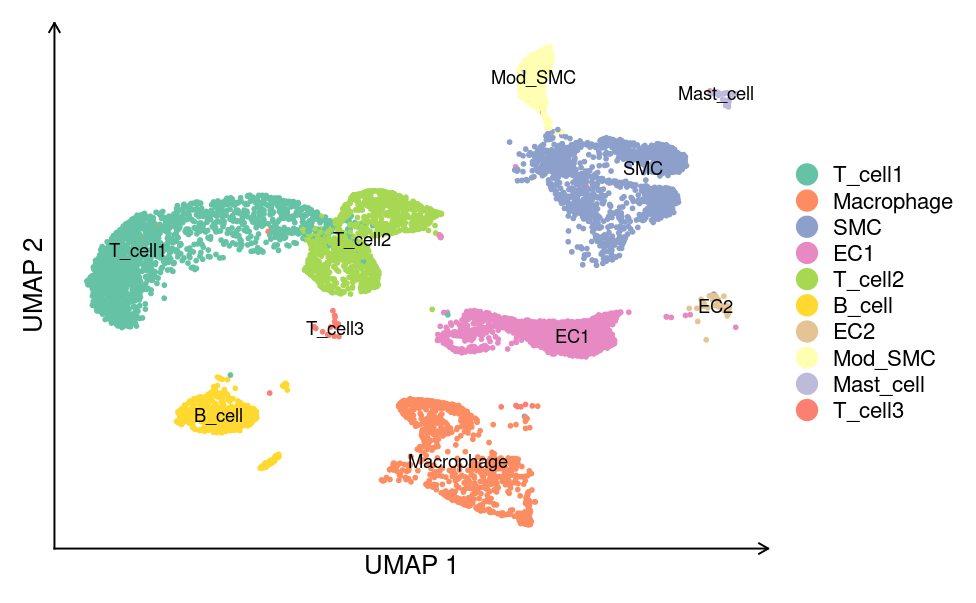 Mod_SMC
Mast_cell
SMC
T_cell1
T_cell2
EC2
T_cell3
EC1
B_cell
Macrophage
UMAP 1
UMAP 2
T_cell1
Macrophage
SMC
EC1
T_cell2
B_cell
EC2
Mod_SMC
Mast_cell
T_cell3